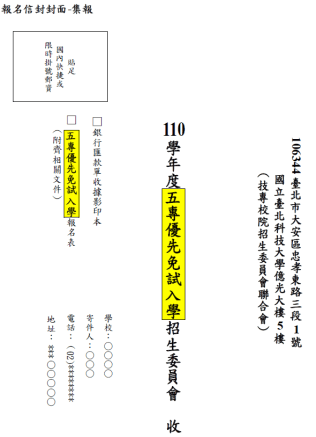 報名信封封面-集報
106344 臺北市大安區忠孝東路三段 1 號
國立臺北科技大學億光大樓 5 樓
（技專校院招生委員會聯合會）
110 學年度五專優先免試入學招生委員會　收
貼足
國內快捷或
限時掛號郵資
□ 銀行匯款單收據影印本
□ 五專優先免試入學報名表
（附齊相關文件）
學校：○○○○
寄件人：○○○
電話：（02）********
地址：***○○○○○○